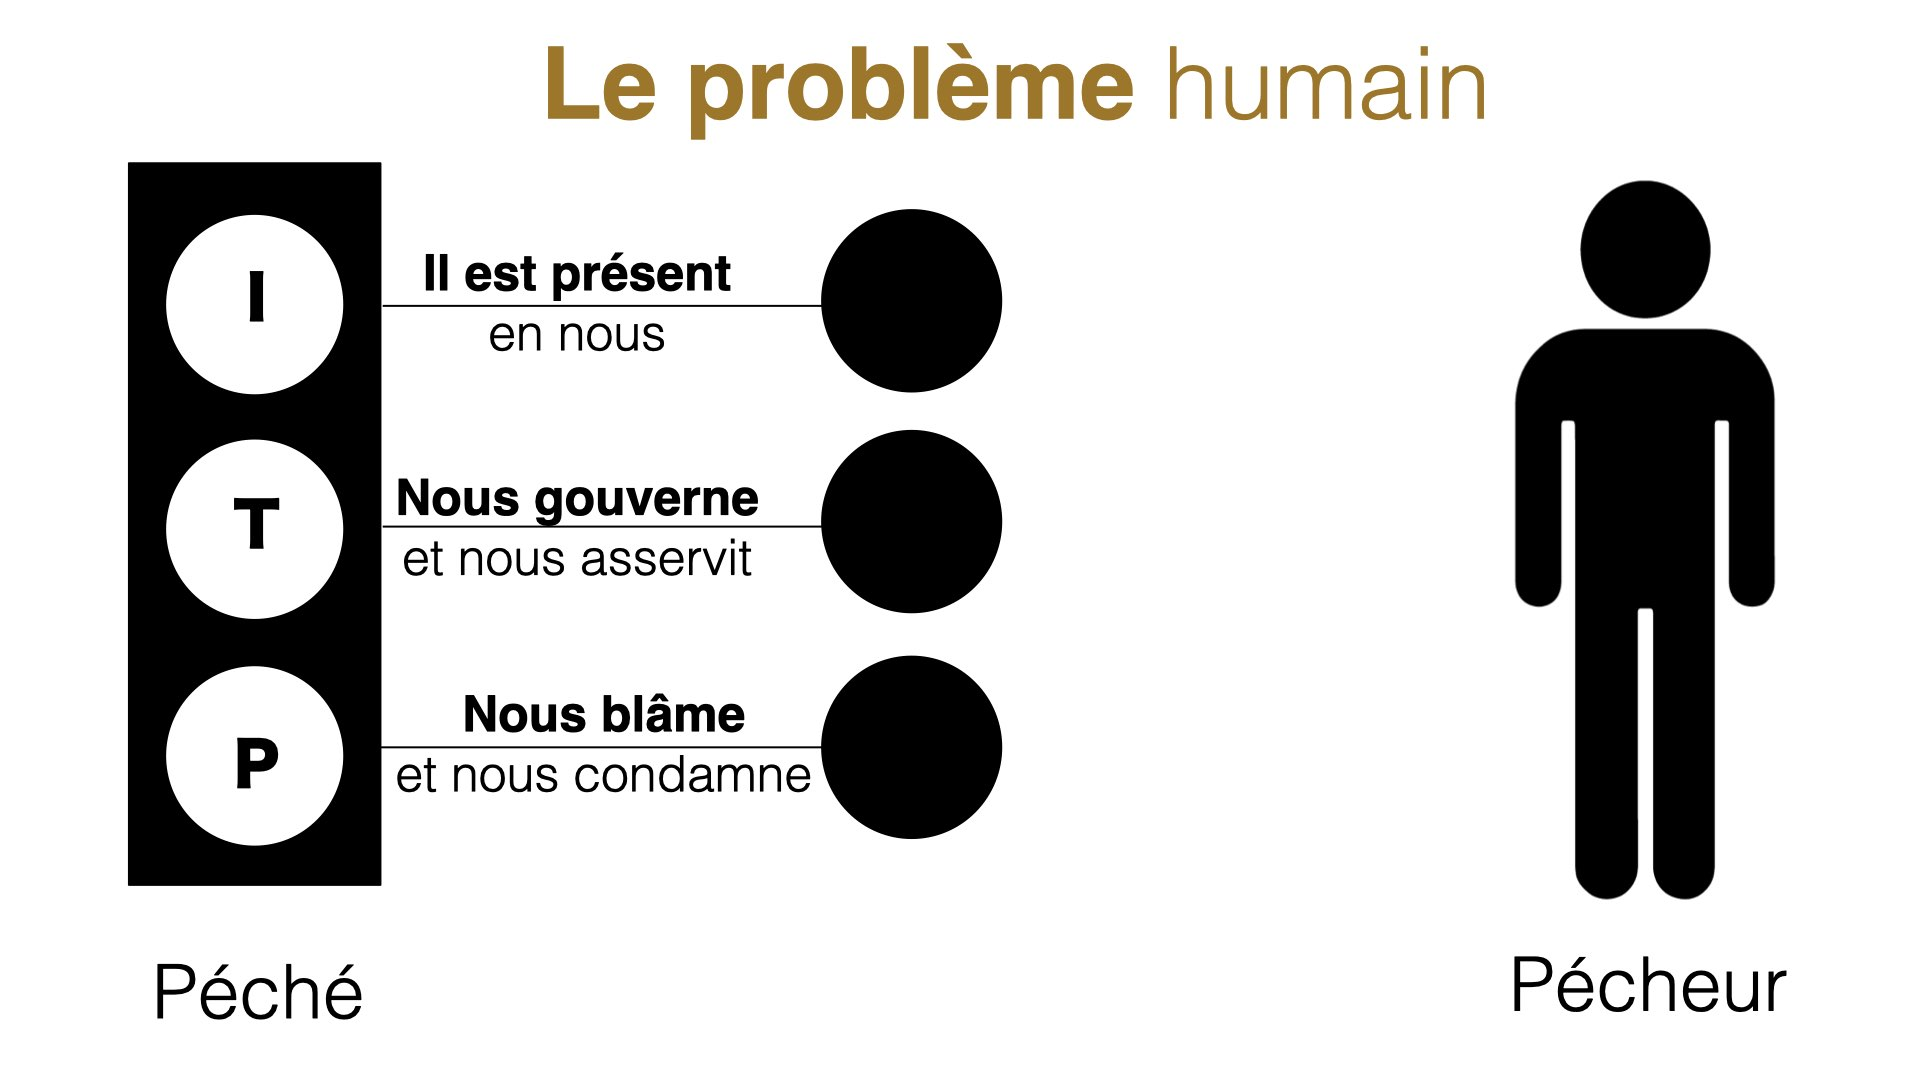 Le problème humain
I
Il est présent
en nous
T
Nous gouverne
et nous asservit
P
Nous blâme
et nous condamne
Péché
Pécheur